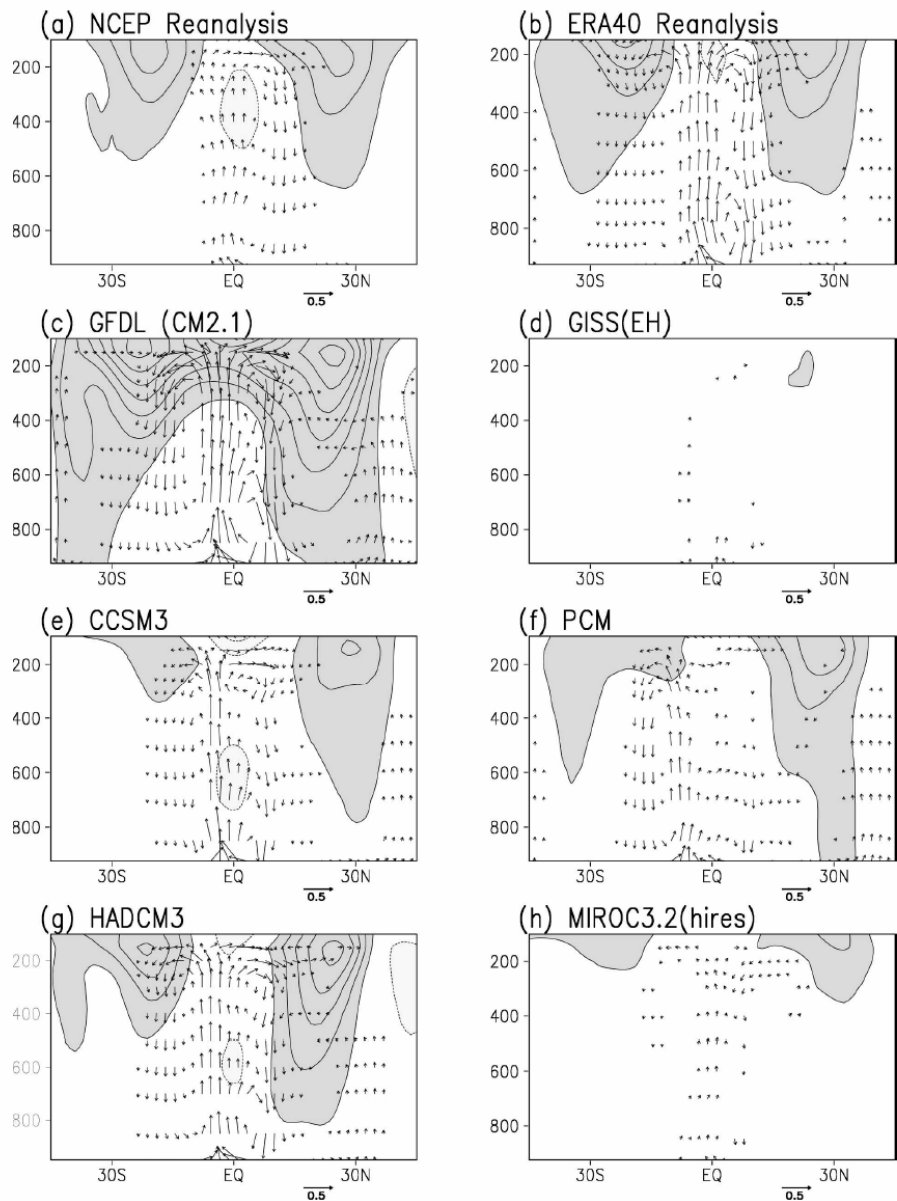 (a) NCEP Reanalysis
200
400
600
800
30S EQ 30N
0.5
(b) ERA40 Reanalysis
200
400
600
800
30S EQ 30N
0.5
(c) GFDL (CM2.1)
200
400
600
800
30S EQ 30N
0.5
(d) GISS(EH)
200
400
600
800
30S EQ 30N
0.5
(e) CCSM3
200
400
600
800
30S EQ 30N
0.5
(f) PCM
200
400
600
800
30S EQ 30N
0.5
(g) HADCM3
200
400
600
800
30S EQ 30N
0.5
(h) MIROC3.2(hires)
200
400
600
800
30S EQ 30N
0.5